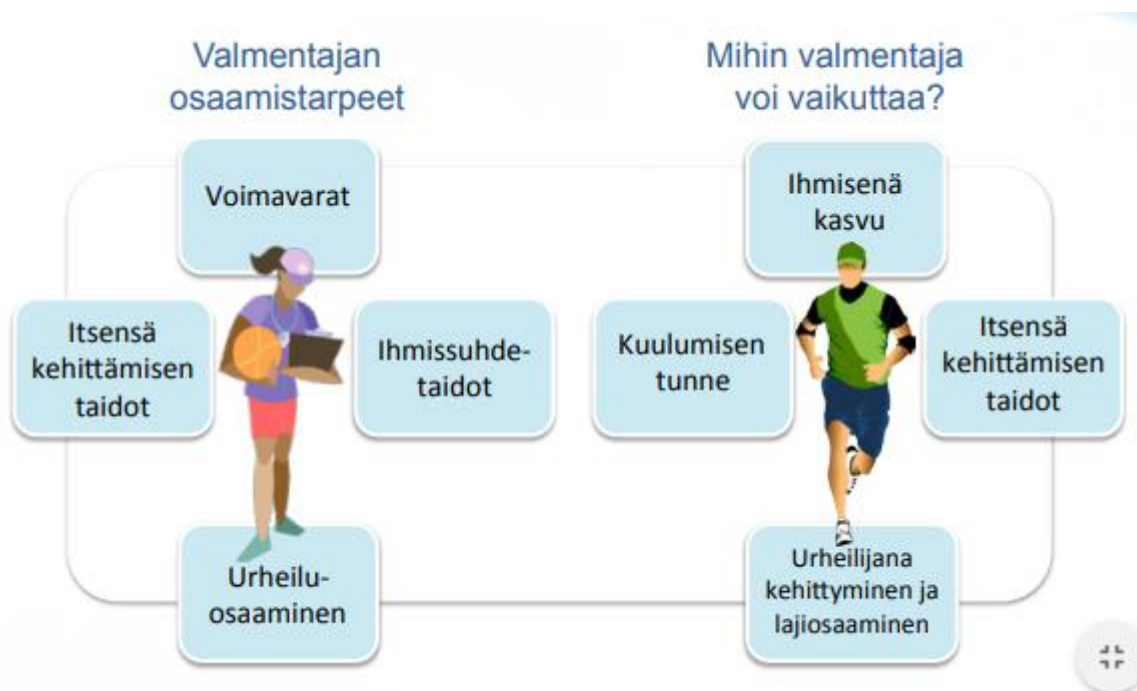 Valmentajan
osaamistarpeet
Mihin valmentaja
voi vaikuttaa?
Voimavarat
Ihmisenä
kasvu
Itsensä
kehittämisen
taidot
Ihmissuhde-
taidot
Kuulumisen
tunne
Itsensä
kehittämisen
taidot
Urheilu-
osaaminen
Urheilijana
kehittyminen ja
lajiosaaminen